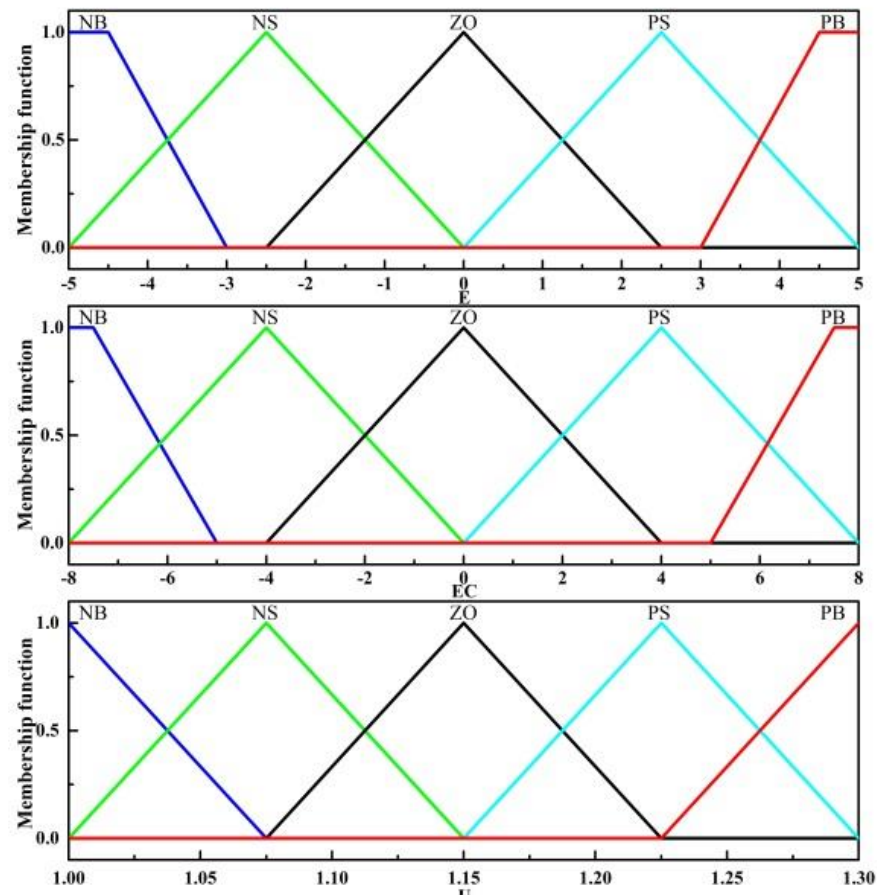 NB NS ZO PS PB
Membership function
1.0
0.5
0.0
-5 -4 -3 -2 -1 0 1 2 3 4 5
E
NB NS ZO PS PB
Membership function
1.0
0.5
0.0
-8 -6 -4 -2 0 2 4 6 8
EC
NB NS ZO PS PB
Membership function
1.0
0.5
0.0
1.00 1.05 1.10 1.15 1.20 1.25 1.30
U